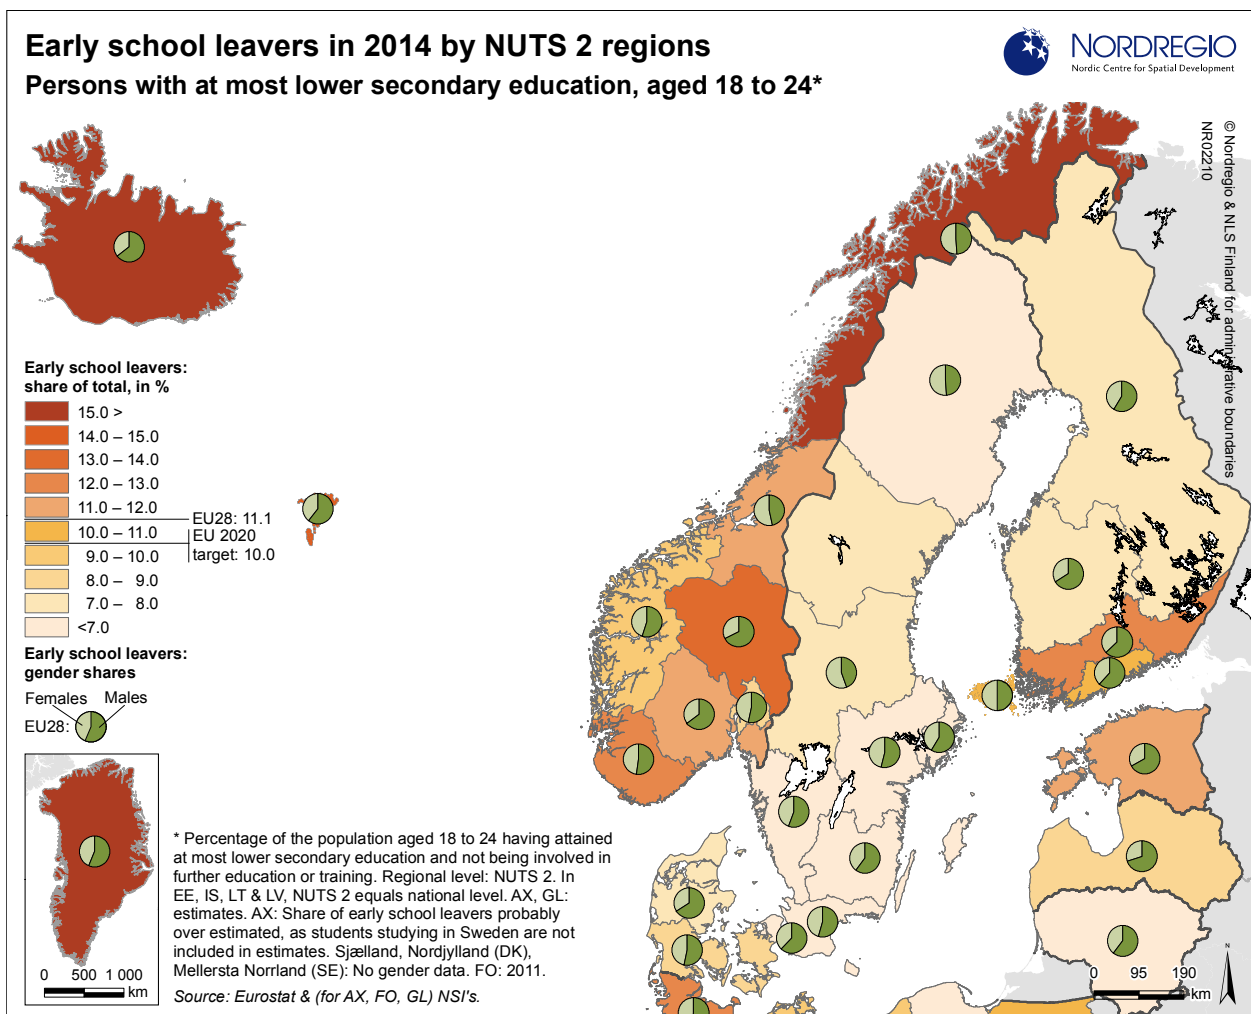 Early school leavers in 2014 by NUTS 2 regions
Persons with at most lower secondary education, aged 18 to 24*
NORDREGIO
Nordic Centre for Spatial Development
© Nordregio & NLS Finland for administrative boundaries
NR02210
Early school leavers:
share of total, in %
15.0 >
14.0 – 15.0
13.0 – 14.0
12.0 – 13.0
11.0 – 12.0
EU28: 11.1
10.0 – 11.0
EU 2020
target: 10.0
9.0 – 10.0
8.0 – 9.0
7.0 – 8.0
<7.0
Early school leavers:
gender shares
Females Males
EU28:
0 500 1 000
km
* Percentage of the population aged 18 to 24 having attained
at most lower secondary education and not being involved in
further education or training. Regional level: NUTS 2. In
EE, IS, LT & LV, NUTS 2 equals national level. AX, GL:
estimates. AX: Share of early school leavers probably
over estimated, as students studying in Sweden are not
included in estimates. Sjælland, Nordjylland (DK),
Mellersta Norrland (SE): No gender data. FO: 2011.
Source: Eurostat & (for AX, FO, GL) NSI's.
0 95 190
km
N